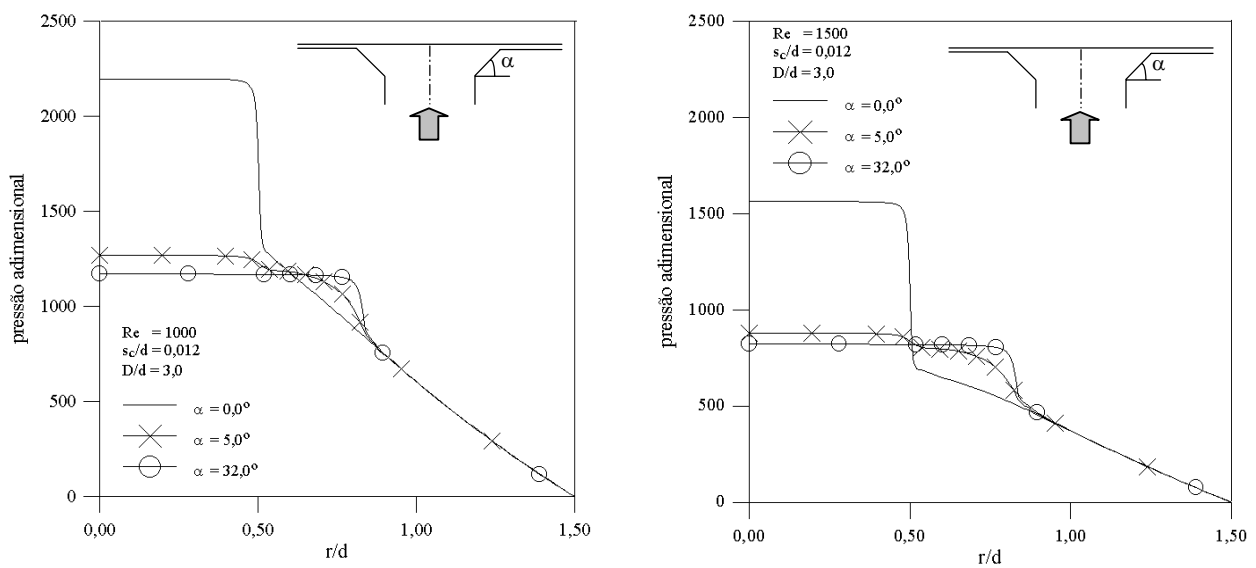 2500
2000
1500
1000
500
0
pressão adimensional
α
Re = 1000
s_c/d = 0,012
D/d = 3,0
α = 0,0°
α = 5,0°
α = 32,0°
0,00 0,50 1,00 1,50
r/d
2500
2000
1500
1000
500
0
pressão adimensional
Re = 1500
s_c/d = 0,012
D/d = 3,0
α = 0,0°
α = 5,0°
α = 32,0°
α
0,00 0,50 1,00 1,50
r/d